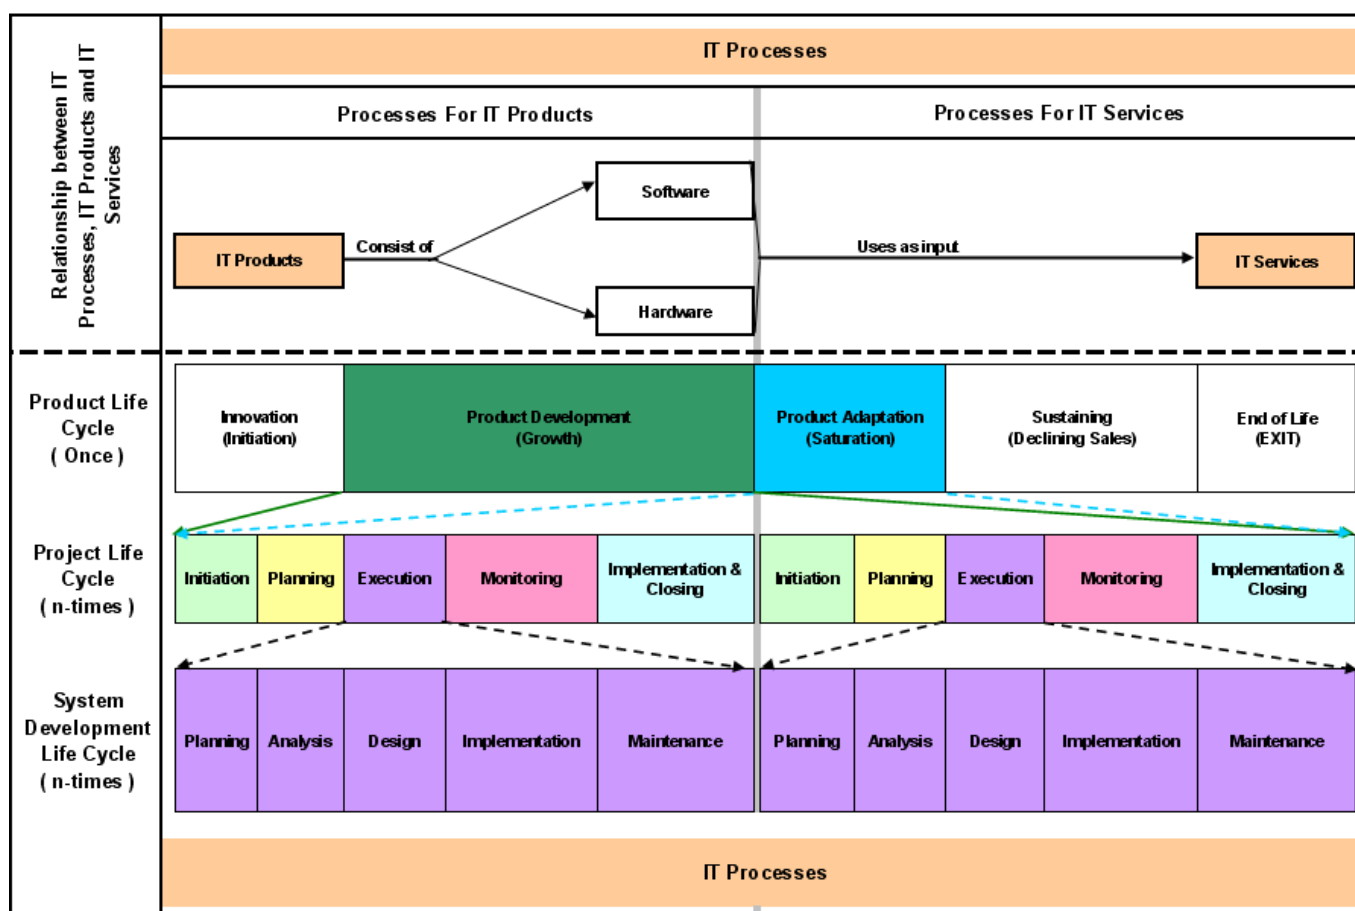 IT Processes
Relationship between IT
Processes, IT Products and IT
Services
Processes For IT Products
Processes For IT Services
Software
IT Products
Consist of
Uses as input
IT Services
Hardware
Product Life
Cycle
( Once )
Innovation
(Initiation)
Product Development
(Growth)
Product Adaptation
(Saturation)
Sustaining
(Declining Sales)
End of Life
(EXIT)
Project Life
Cycle
( n-times )
Initiation
Planning
Execution
Monitoring
Implementation &
Closing
Initiation
Planning
Execution
Monitoring
Implementation &
Closing
System
Development
Life Cycle
( n-times )
Planning
Analysis
Design
Implementation
Maintenance
Planning
Analysis
Design
Implementation
Maintenance
IT Processes